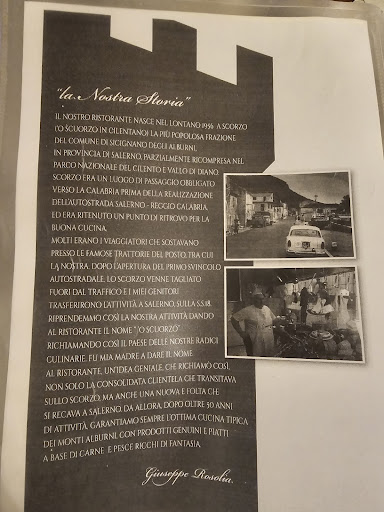 "la Nostra Storia"
IL NOSTRO RISTORANTE NASCE NEL LONTANO 1956 A SCORZO
('O SCUORZO IN CILENTANO) LA PIÙ POPOLOSA FRAZIONE
DEL COMUNE DI SICIGNANO DEGLI ALBURNI,
IN PROVINCIA DI SALERNO, PARZIALMENTE RICOMPRESA NEL
PARCO NAZIONALE DEL CILENTO E VALLO DI DIANO.
SCORZO ERA UN LUOGO DI PASSAGGIO OBBLIGATO
VERSO LA CALABRIA PRIMA DELLA REALIZZAZIONE
DELL'AUTOSTRADA SALERNO - REGGIO CALABRIA,
ED ERA RITENUTO UN PUNTO DI RITROVO PER LA
BUONA CUCINA.
MOLTI ERANO I VIAGGIATORI CHE SOSTAVANO
PRESSO LE FAMOSE TRATTORIE DEL POSTO, TRA CUI
LA NOSTRA. DOPO L'APERTURA DEL PRIMO SVINCOLO
AUTOSTRADALE, LO SCORZO VENNE TAGLIATO
FUORI DAL TRAFFICO E I MIEI GENITORI
TRASFERIRONO L'ATTIVITÀ A SALERNO, SULLA S.S.18.
RIPRENDEMMO COSÌ LA NOSTRA ATTIVITÀ DANDO
AL RISTORANTE IL NOME "'O SCUORZO"
RICHIAMANDO COSÌ IL PAESE DELLE NOSTRE RADICI
CULINARIE. FU MIA MADRE A DARE IL NOME
AL RISTORANTE, UN'IDEA GENIALE, CHE RICHIAMÒ COSÌ,
NON SOLO LA CONSOLIDATA CLIENTELA CHE TRANSITAVA
SULLO SCORZO, MA ANCHE UNA NUOVA E FOLTA CHE
SI RECAVA A SALERNO. DA ALLORA, DOPO OLTRE 50 ANNI
DI ATTIVITÀ, GARANTIAMO SEMPRE L'OTTIMA CUCINA TIPICA
DEI MONTI ALBURNI, CON PRODOTTI GENUINI E PIATTI
A BASE DI CARNE E PESCE RICCHI DI FANTASIA.
Giuseppe Rosolia.